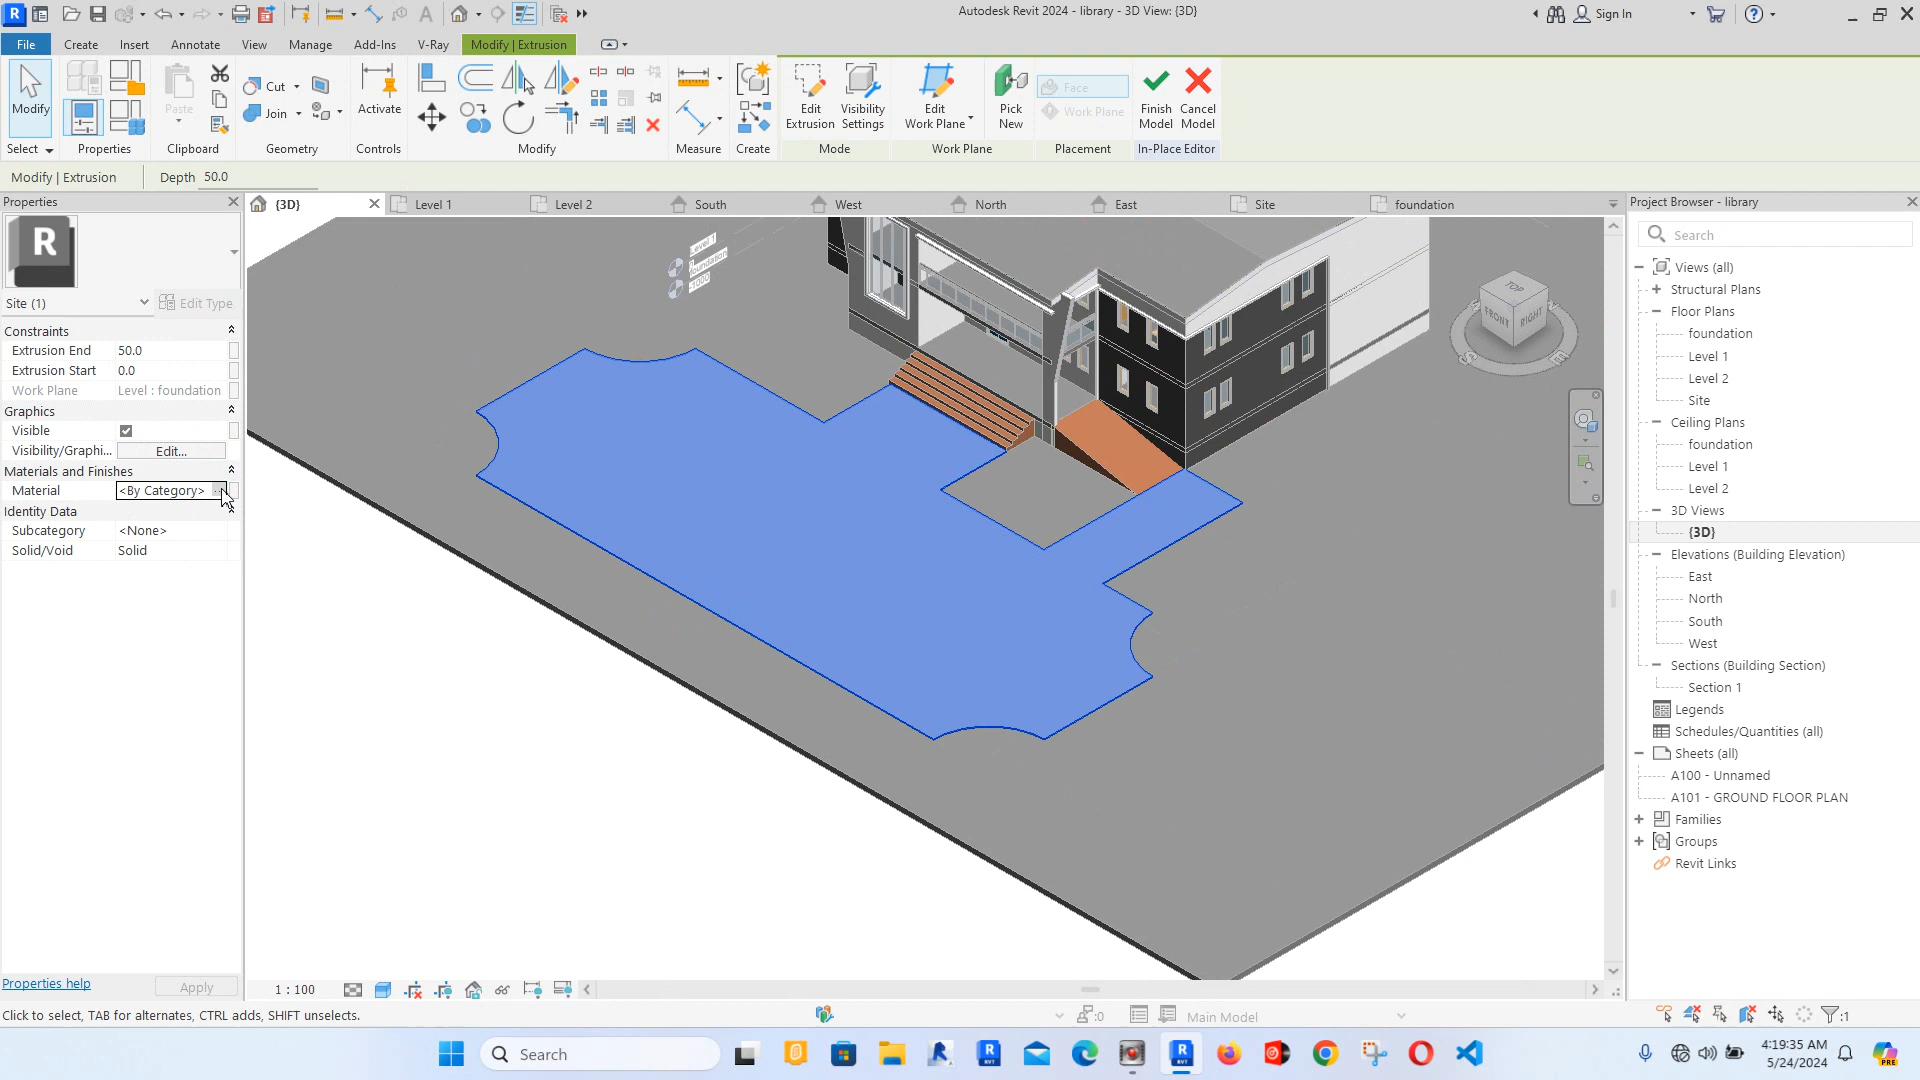 Autodesk Revit 2024 - library - 3D View: {3D}
Sign In
File
Create
Insert
Annotate
View
Manage
Add-Ins
V-Ray
Modify | Extrusion
Modify
Paste
Cut
Join
Activate
Edit Extrusion
Visibility Settings
Edit Work Plane
Pick New
Face
Work Plane
Finish Model
Cancel Model
Select
Properties
Clipboard
Geometry
Controls
Modify
Measure
Create
Mode
Work Plane
Placement
In-Place Editor
Modify | Extrusion
Depth 50.0
Properties
{3D}
Level 1
Level 2
South
West
North
East
Site
foundation
Project Browser - library
R
Site (1)
Edit Type
Constraints
Extrusion End 50.0
Extrusion Start 0.0
Work Plane Level : foundation
Graphics
Visible
Visibility/Graphi... Edit...
Materials and Finishes
Material <By Category>
Identity Data
Subcategory <None>
Solid/Void Solid
Level 1
foundation
-1000
TOP
FRONT
RIGHT
S
E
Search
Views (all)
Structural Plans
Floor Plans
foundation
Level 1
Level 2
Site
Ceiling Plans
foundation
Level 1
Level 2
3D Views
{3D}
Elevations (Building Elevation)
East
North
South
West
Sections (Building Section)
Section 1
Legends
Schedules/Quantities (all)
Sheets (all)
A100 - Unnamed
A101 - GROUND FLOOR PLAN
Families
Groups
Revit Links
Properties help
Apply
1 : 100
Click to select, TAB for alternates, CTRL adds, SHIFT unselects.
:0
Main Model
:1
Search
4:19:35 AM
5/24/2024